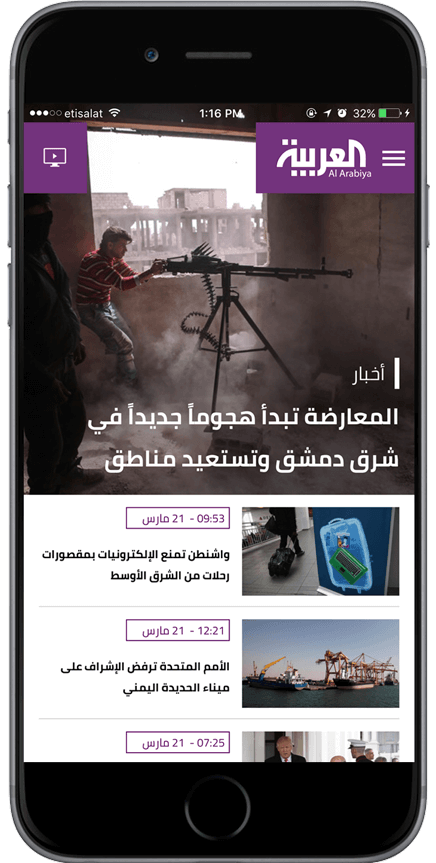 etisalat
1:16 PM
32%
العربية
Al Arabiya
أخبار
المعارضة تبدأ هجوماً جديداً في
شرق دمشق وتستعيد مناطق
21 مارس - 09:53
واشنطن تمنع الإلكترونيات بمقصورات
رحلات من الشرق الأوسط
21 مارس - 12:21
الأمم المتحدة ترفض الإشراف على
ميناء الحديدة اليمني
21 مارس - 07:25